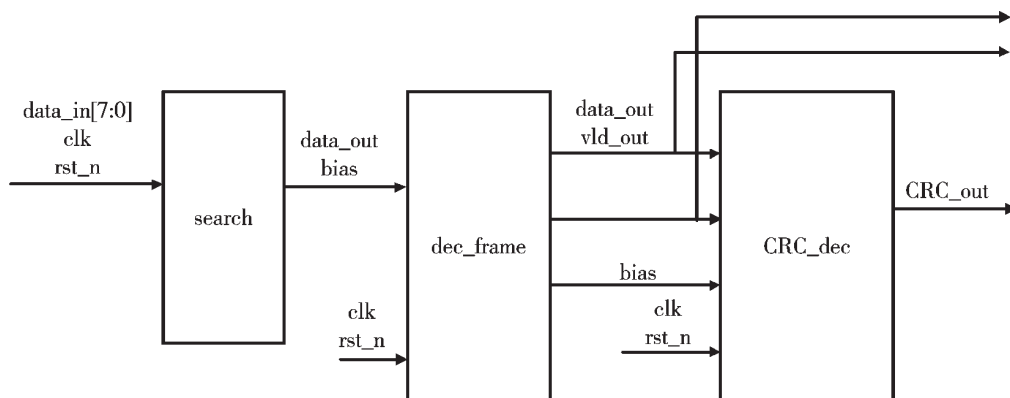 data_in[7:0]
clk
rst_n
search
data_out
bias
dec_frame
clk
rst_n
data_out
vld_out
bias
clk
rst_n
CRC_dec
CRC_out